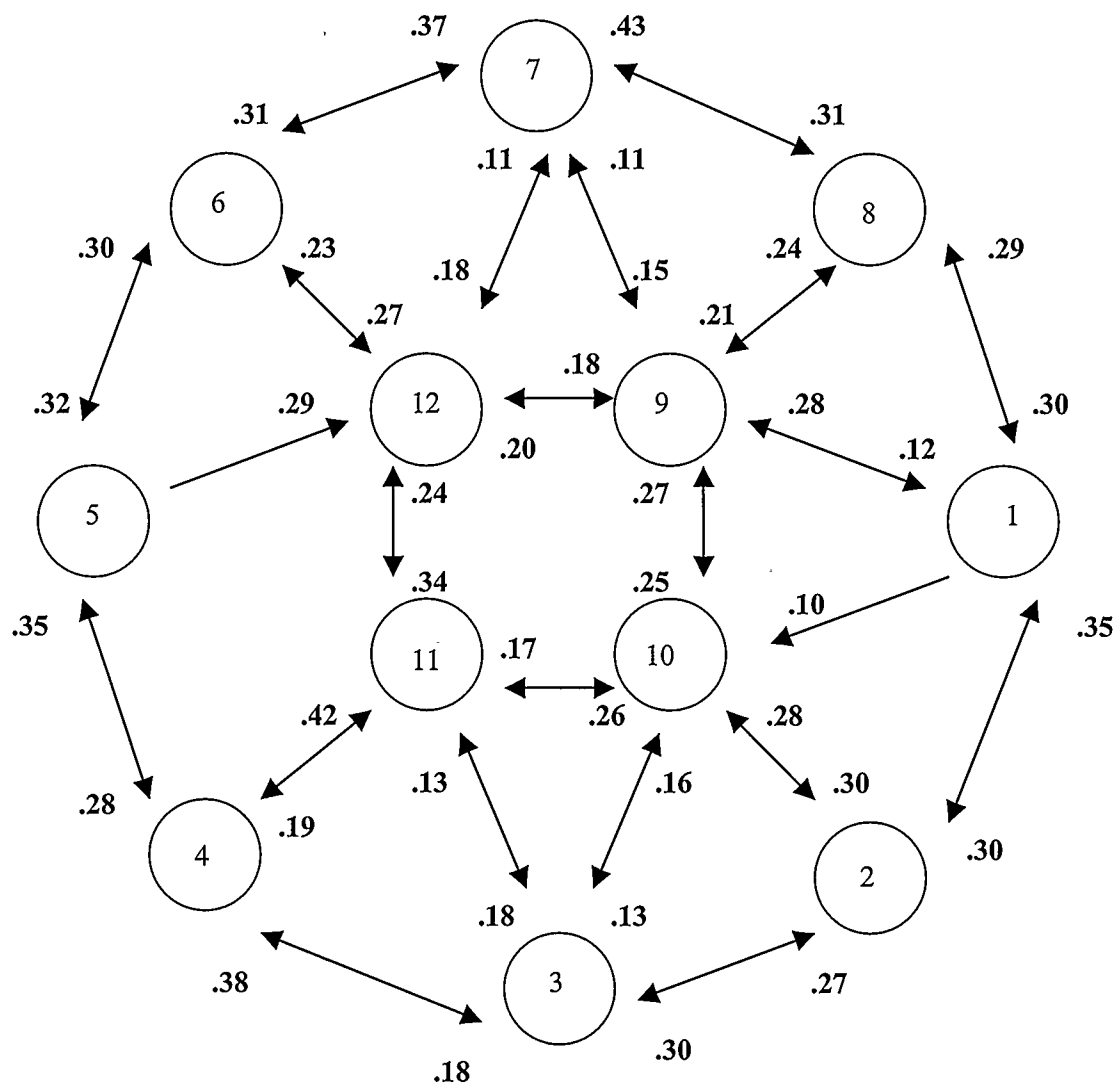 .37 .43
7
.31 .31
.11 .11
6 8
.30 .23 .24 .29
.18 .15
.27 .21
.18
.32 .29 12 9 .28 .30
.20 .12
.24 .27
5 1
.34 .25
.10
.35 .35
11 .17 10
.42 .26 .28
.13 .16 .30
.28 .19
4 2 .30
.18 .13
.38 3 .27
.18 .30